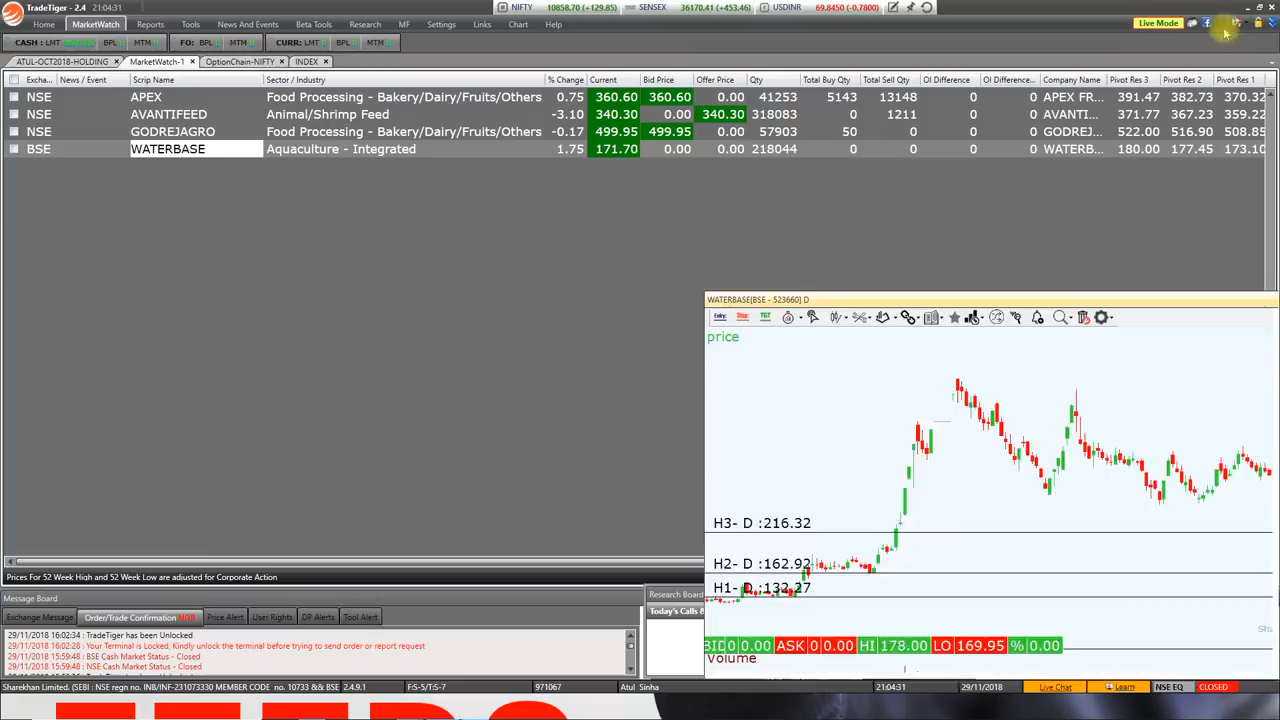 TradeTiger - 2.4 21:04:31 NIFTY 10858.70 (+129.85) SENSEX 36170.41 (+453.46) USDINR 69.8450 (-0.7800)
Home MarketWatch Reports Tools News And Events Beta Tools Research MF Settings Links Chart Help Live Mode
CASH : LMT BPL MTM FO: BPL MTM CURR: LMT BPL MTM
ATUL-OCT2018-HOLDING MarketWatch-1 OptionChain-NIFTY INDEX
Excha... News / Event Scrip Name Sector / Industry % Change Current Bid Price Offer Price Qty Total Buy Qty Total Sell Qty OI Difference OI Difference... Company Name Pivot Res 3 Pivot Res 2 Pivot Res 1
NSE APEX Food Processing - Bakery/Dairy/Fruits/Others 0.75 360.60 360.60 0.00 41253 5143 13148 0 0 APEX FR... 391.47 382.73 370.32
NSE AVANTIFEED Animal/Shrimp Feed -3.10 340.30 0.00 340.30 318083 0 1211 0 0 AVANTI... 371.77 367.23 359.22
NSE GODREJAGRO Food Processing - Bakery/Dairy/Fruits/Others -0.17 499.95 499.95 0.00 57903 50 0 0 0 GODREJ... 522.00 516.90 508.85
BSE WATERBASE Aquaculture - Integrated 1.75 171.70 0.00 0.00 218044 0 0 0 0 WATERB... 180.00 177.45 173.10
WATERBASE[BSE - 523660] D
Entry: Stop: TGT
price
H3- D :216.32
H2- D :162.92
H1- D :132.27
BID 0 0.00 ASK 0 0.00 HI 178.00 LO 169.95 % 0.00
Volume
Prices For 52 Week High and 52 Week Low are adjusted for Corporate Action
Message Board
Research Board
Exchange Message Order/Trade Confirmation User Rights Price Alert DP Alerts Tool Alert
Today's Calls &
29/11/2018 16:02:34 : TradeTiger has been Unlocked
29/11/2018 16:02:28 : Your Terminal is Locked, Kindly unlock the terminal before trying to send order or report request
29/11/2018 15:59:48 : BSE Cash Market Status - Closed
29/11/2018 15:59:48 : NSE Cash Market Status - Closed
Sharekhan Limited. (SEBI : NSE regn no. INB/INF-231073330 MEMBER CODE no. 10733 && BSE 2.4.9.1 F:S-5/T:S-7 971067 Atul Sinha 21:04:31 29/11/2018 Live Chat Learn NSE EQ CLOSED